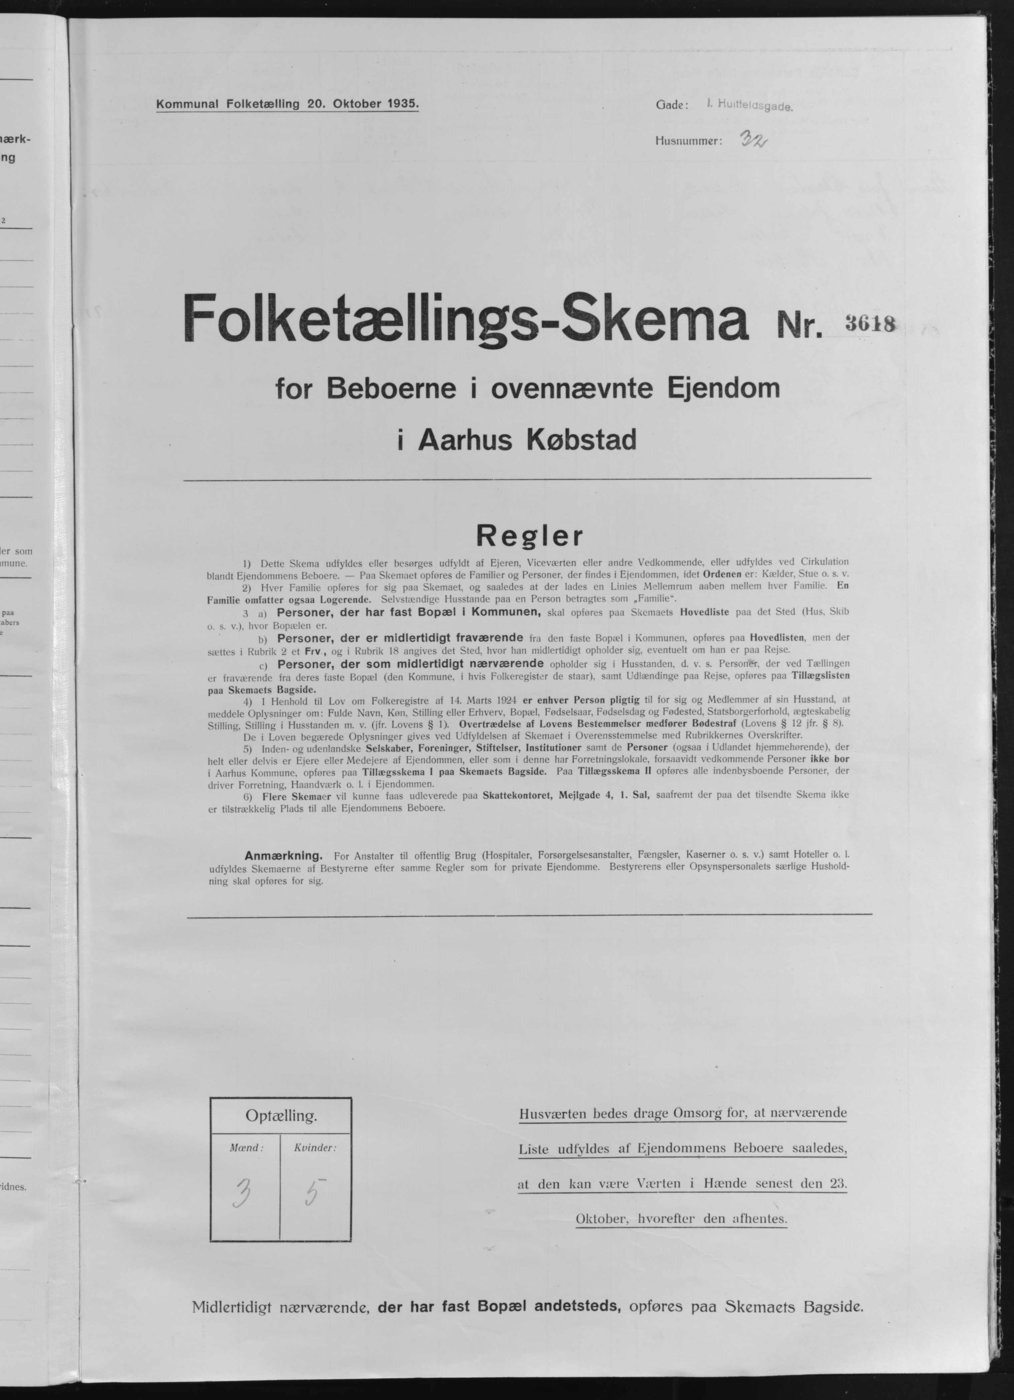 Kommunal Folketælling 20. Oktober 1935.
Gade: I. Huitfeldsgade.
Husnummer: 32
Folketællings-Skema Nr. 3618
for Beboerne i ovennævnte Ejendom
i Aarhus Købstad
Regler
1) Dette Skema udfyldes eller besørges udfyldt af Ejeren, Viceværten eller andre Vedkommende, eller udfyldes ved Cirkulation
blandt Ejendommens Beboere. — Paa Skemaet opføres de Familier og Personer, der findes i Ejendommen, idet Ordenen er: Kælder, Stue o. s. v.
2) Hver Familie opføres for sig paa Skemaet, og saaledes at der lades en Linies Mellemrum aaben mellem hver Familie. En
Familie omfatter ogsaa Logerende. Selvstændige Husstande paa en Person betragtes som „Familie“.
3 a) Personer, der har fast Bopæl i Kommunen, skal opføres paa Skemaets Hovedliste paa det Sted (Hus, Skib
o. s. v.), hvor Bopælen er.
b) Personer, der er midlertidigt fraværende fra den faste Bopæl i Kommunen, opføres paa Hovedlisten, men der
sættes i Rubrik 2 et Frv., og i Rubrik 18 angives det Sted, hvor han midlertidigt opholder sig, eventuelt om han er paa Rejse.
c) Personer, der som midlertidigt nærværende opholder sig i Husstanden, d. v. s. Personer, der ved Tællingen
er fraværende fra deres faste Bopæl (den Kommune, i hvis Folkeregister de staar), samt Udlændinge paa Rejse, opføres paa Tillægslisten
paa Skemaets Bagside.
4) I Henhold til Lov om Folkeregistre af 14. Marts 1924 er enhver Person pligtig til for sig og Medlemmer af sin Husstand, at
meddele Oplysninger om: Fulde Navn, Køn, Stilling eller Erhverv, Bopæl, Fødselsaar, Fødselsdag og Fødested, Statsborgerforhold, ægteskabelig
Stilling, Stilling i Husstanden m. v. (jfr. Lovens § 1). Overtrædelse af Lovens Bestemmelser medfører Bødestraf (Lovens § 12 jfr. § 8).
De i Loven begærede Oplysninger gives ved Udfyldelsen af Skemaet i Overensstemmelse med Rubrikkernes Overskrifter.
5) Inden- og udenlandske Selskaber, Foreninger, Stiftelser, Institutioner samt de Personer (ogsaa i Udlandet hjemmehørende), der
helt eller delvis er Ejere eller Medejere af Ejendommen, eller som i denne har Forretningslokale, forsaavidt vedkommende Personer ikke bor
i Aarhus Kommune, opføres paa Tillægsskema I paa Skemaets Bagside. Paa Tillægsskema II opføres alle indenbysboende Personer, der
driver Forretning, Haandværk o. l. i Ejendommen.
6) Flere Skemaer vil kunne faas udleverede paa Skattekontoret, Mejlgade 4, 1. Sal, saafremt der paa det tilsendte Skema ikke
er tilstrækkelig Plads til alle Ejendommens Beboere.
Anmærkning. For Anstalter til offentlig Brug (Hospitaler, Forsørgelsesanstalter, Fængsler, Kaserner o. s. v.) samt Hoteller o. l.
udfyldes Skemaerne af Bestyrerne efter samme Regler som for private Ejendomme. Bestyrerens eller Opsynspersonalets særlige Hushold-
ning skal opføres for sig.
Optælling.
Mænd: Kvinder:
3 5
Husværten bedes drage Omsorg for, at nærværende
Liste udfyldes af Ejendommens Beboere saaledes,
at den kan være Værten i Hænde senest den 23.
Oktober, hvorefter den afhentes.
Midlertidigt nærværende, der har fast Bopæl andetsteds, opføres paa Skemaets Bagside.